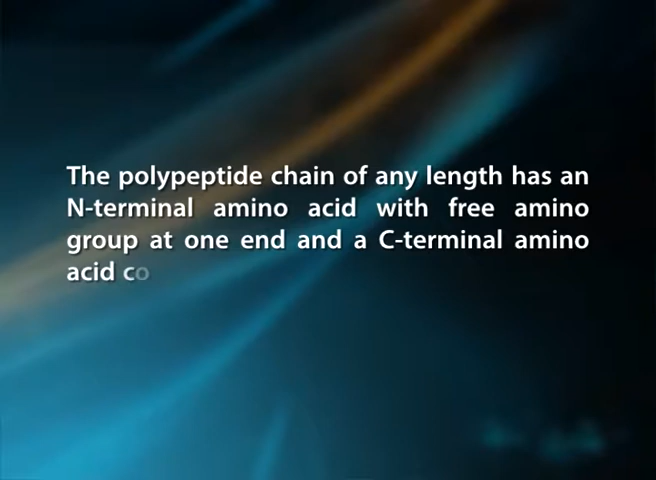 The polypeptide chain of any length has an
N-terminal amino acid with free amino
group at one end and a C-terminal amino
acid co